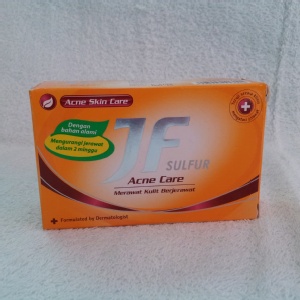 Acne Skin Care
Dengan
bahan alami
Mengurangi jerawat
dalam 2 minggu
JF
SULFUR
Acne Care
Merawat Kulit Berjerawat
Formulated by Dermatologist